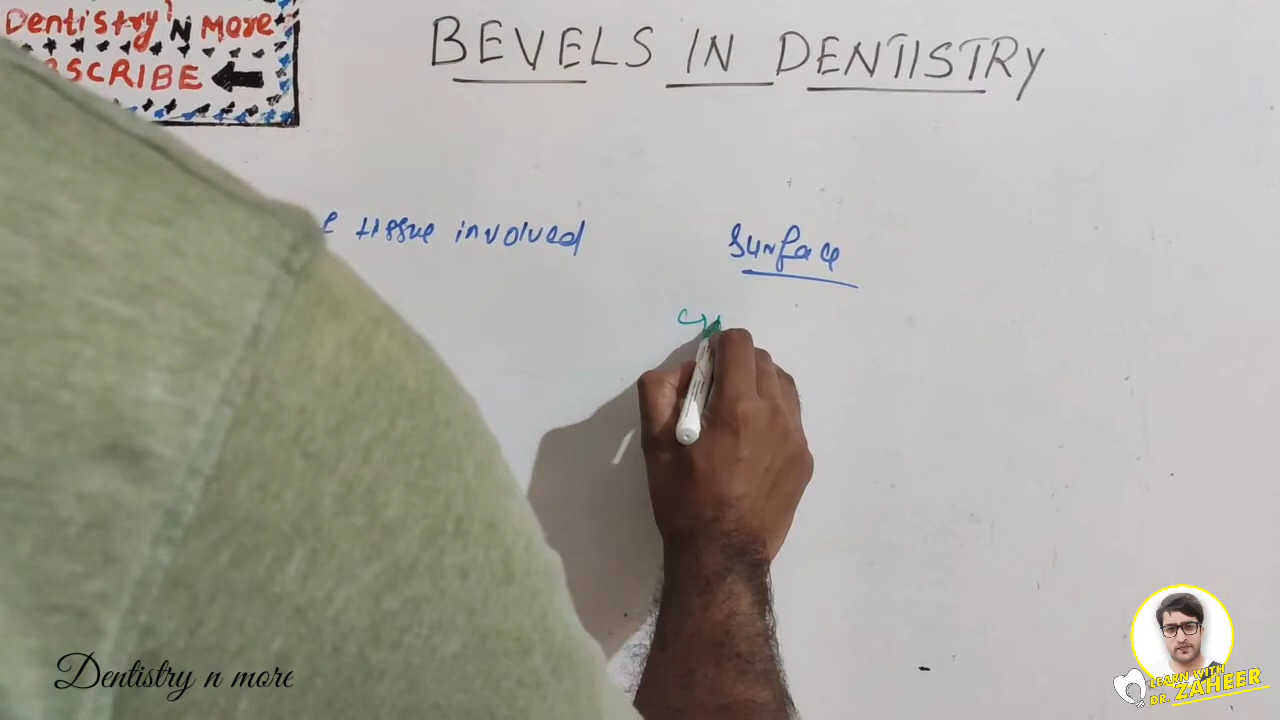 Dentistry'N More
SCRIBE
BEVELS IN DENTISTRY
tissue involved
Surface
Dentistry n more
LEARN WITH
DR. ZAHEER